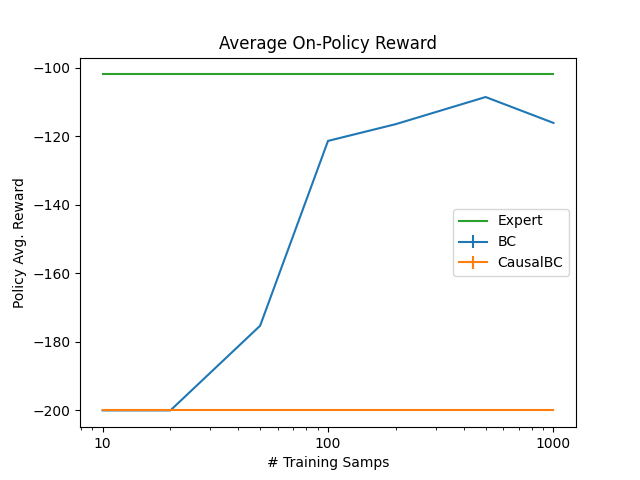 Average On-Policy Reward
Policy Avg. Reward
−100
−120
−140
−160
−180
−200
Expert
BC
CausalBC
10
100
1000
# Training Samps